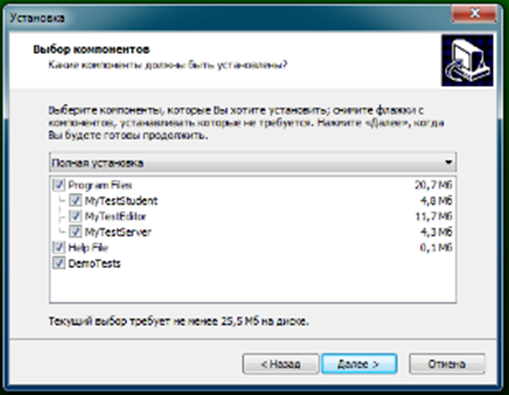 Установка
Выбор компонентов
Какие компоненты должны быть установлены?
Выберите компоненты, которые Вы хотите установить; снимите флажки с
компонентов, устанавливать которые не требуется. Нажмите «Далее», когда
Вы будете готовы продолжить.
Полная установка
Program Files 20,7 Мб
MyTestStudent 4,8 Мб
MyTestEditor 11,7 Мб
MyTestServer 4,3 Мб
Help File 0,1 Мб
DemoTests
Текущий выбор требует не менее 25,5 Мб на диске.
< Назад Далее > Отмена